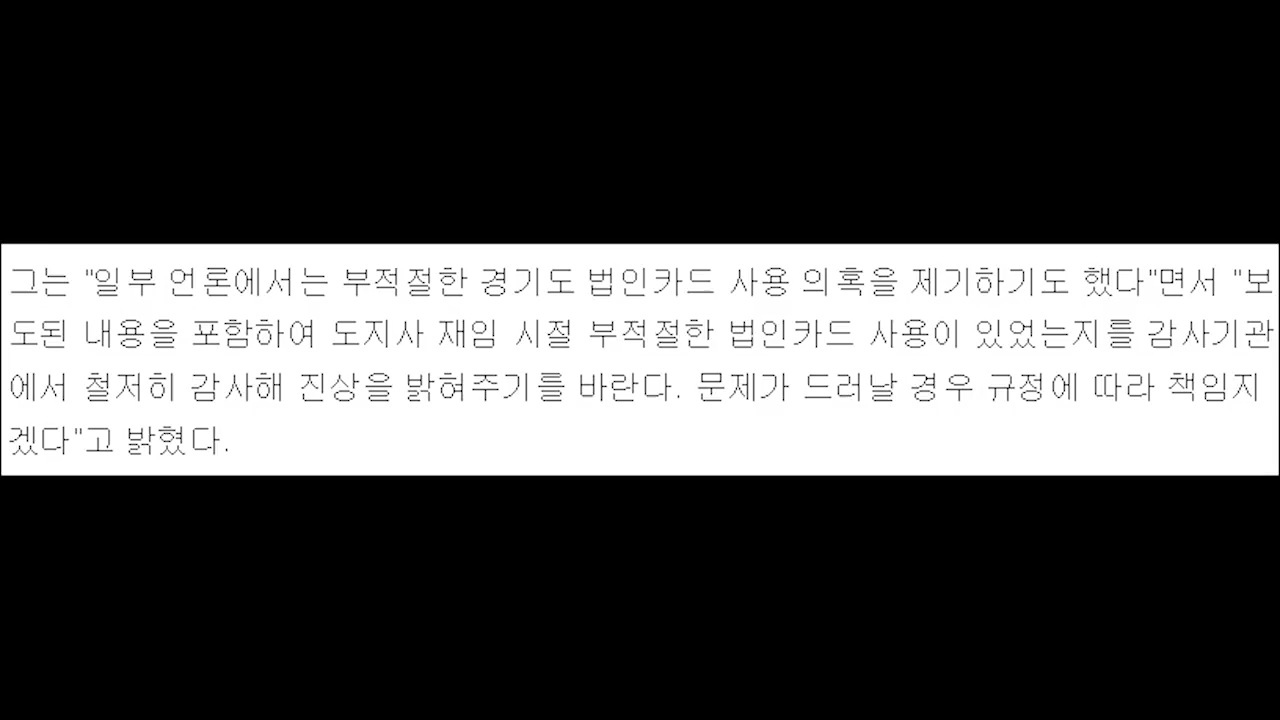 그는 "일부 언론에서는 부적절한 경기도 법인카드 사용 의혹을 제기하기도 했다"면서 "보
도된 내용을 포함하여 도지사 재임 시절 부적절한 법인카드 사용이 있었는지를 감사기관
에서 철저히 감사해 진상을 밝혀주기를 바란다. 문제가 드러날 경우 규정에 따라 책임지
겠다"고 밝혔다.